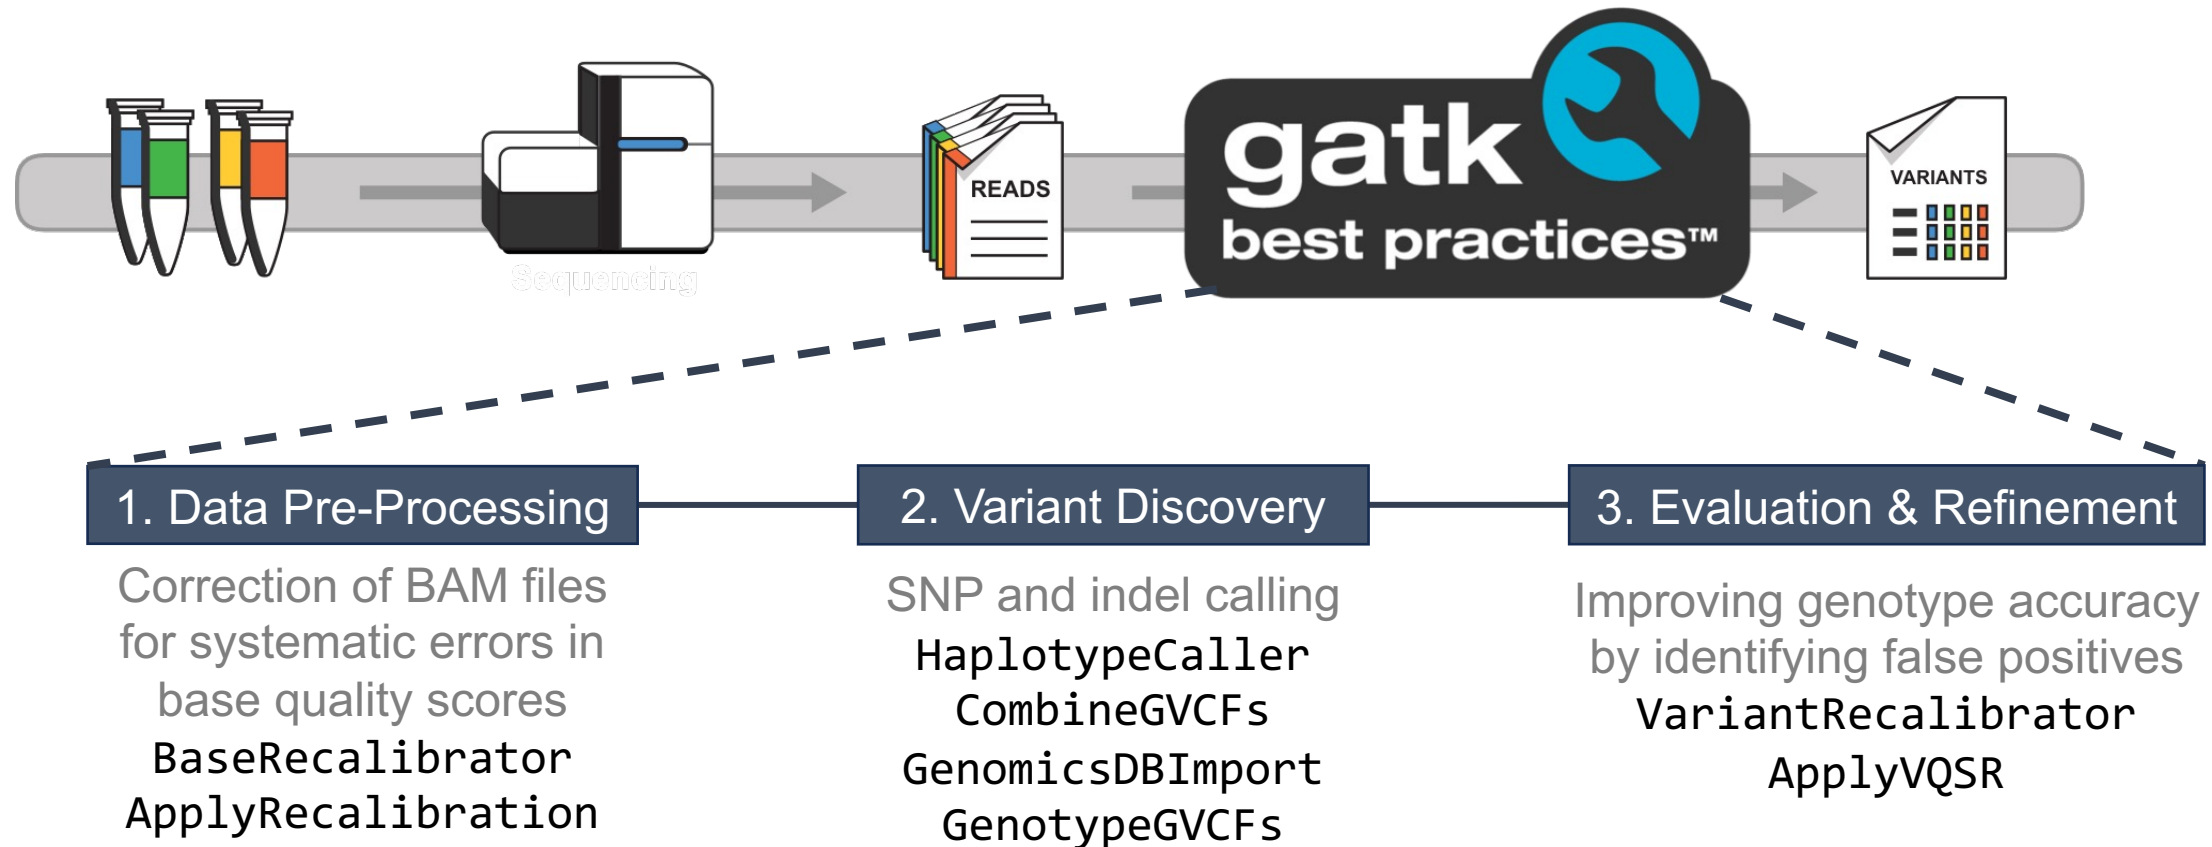 Sequencing
READS
gatk
best practices™
VARIANTS
1. Data Pre-Processing
Correction of BAM files
for systematic errors in
base quality scores
BaseRecalibrator
ApplyRecalibration
2. Variant Discovery
SNP and indel calling
HaplotypeCaller
CombineGVCFs
GenomicsDBImport
GenotypeGVCFs
3. Evaluation & Refinement
Improving genotype accuracy
by identifying false positives
VariantRecalibrator
ApplyVQSR